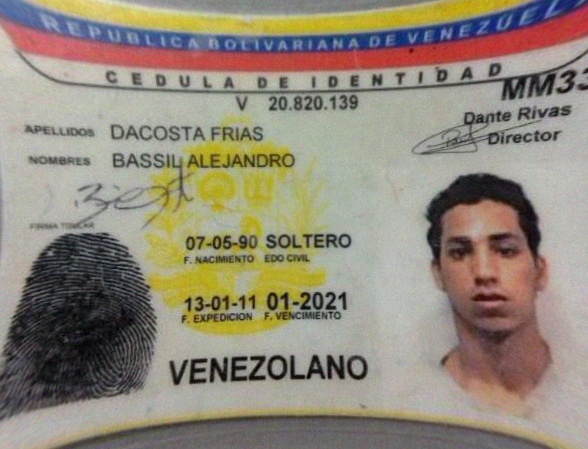 REPUBLICA BOLIVARIANA DE VENEZUELA
CEDULA DE IDENTIDAD
V 20.820.139
MM33
Dante Rivas
Director
APELLIDOS DACOSTA FRIAS
NOMBRES BASSIL ALEJANDRO
FIRMA TITULAR
07-05-90 SOLTERO
F. NACIMIENTO EDO CIVIL
13-01-11 01-2021
F. EXPEDICION F. VENCIMIENTO
VENEZOLANO